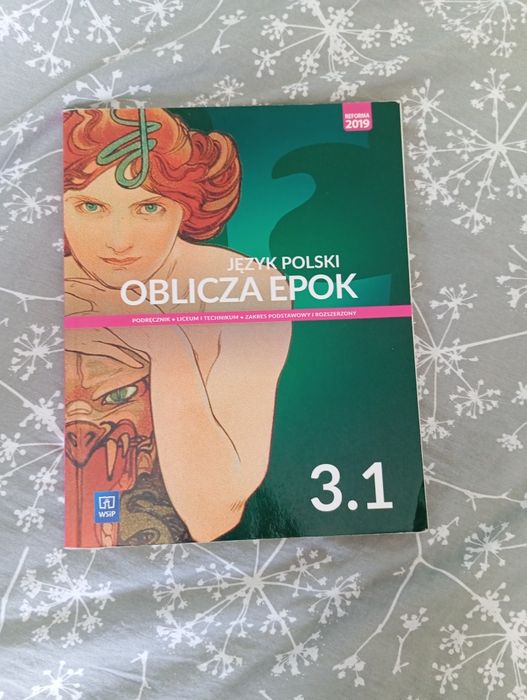 REFORMA
2019
JĘZYK POLSKI
OBLICZA EPOK
PODRĘCZNIK • LICEUM I TECHNIKUM • ZAKRES PODSTAWOWY I ROZSZERZONY
3.1
WSiP